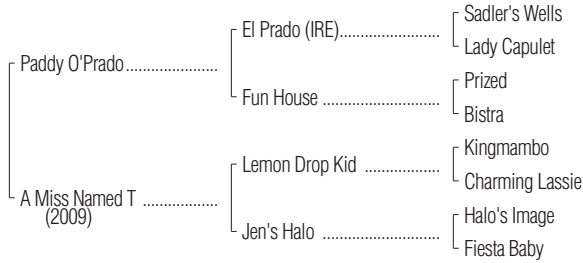 Sadler's Wells
El Prado (IRE)
Lady Capulet
Paddy O'Prado
Prized
Fun House
Bistra
Kingmambo
Lemon Drop Kid
Charming Lassie
A Miss Named T
(2009)
Halo's Image
Jen's Halo
Fiesta Baby